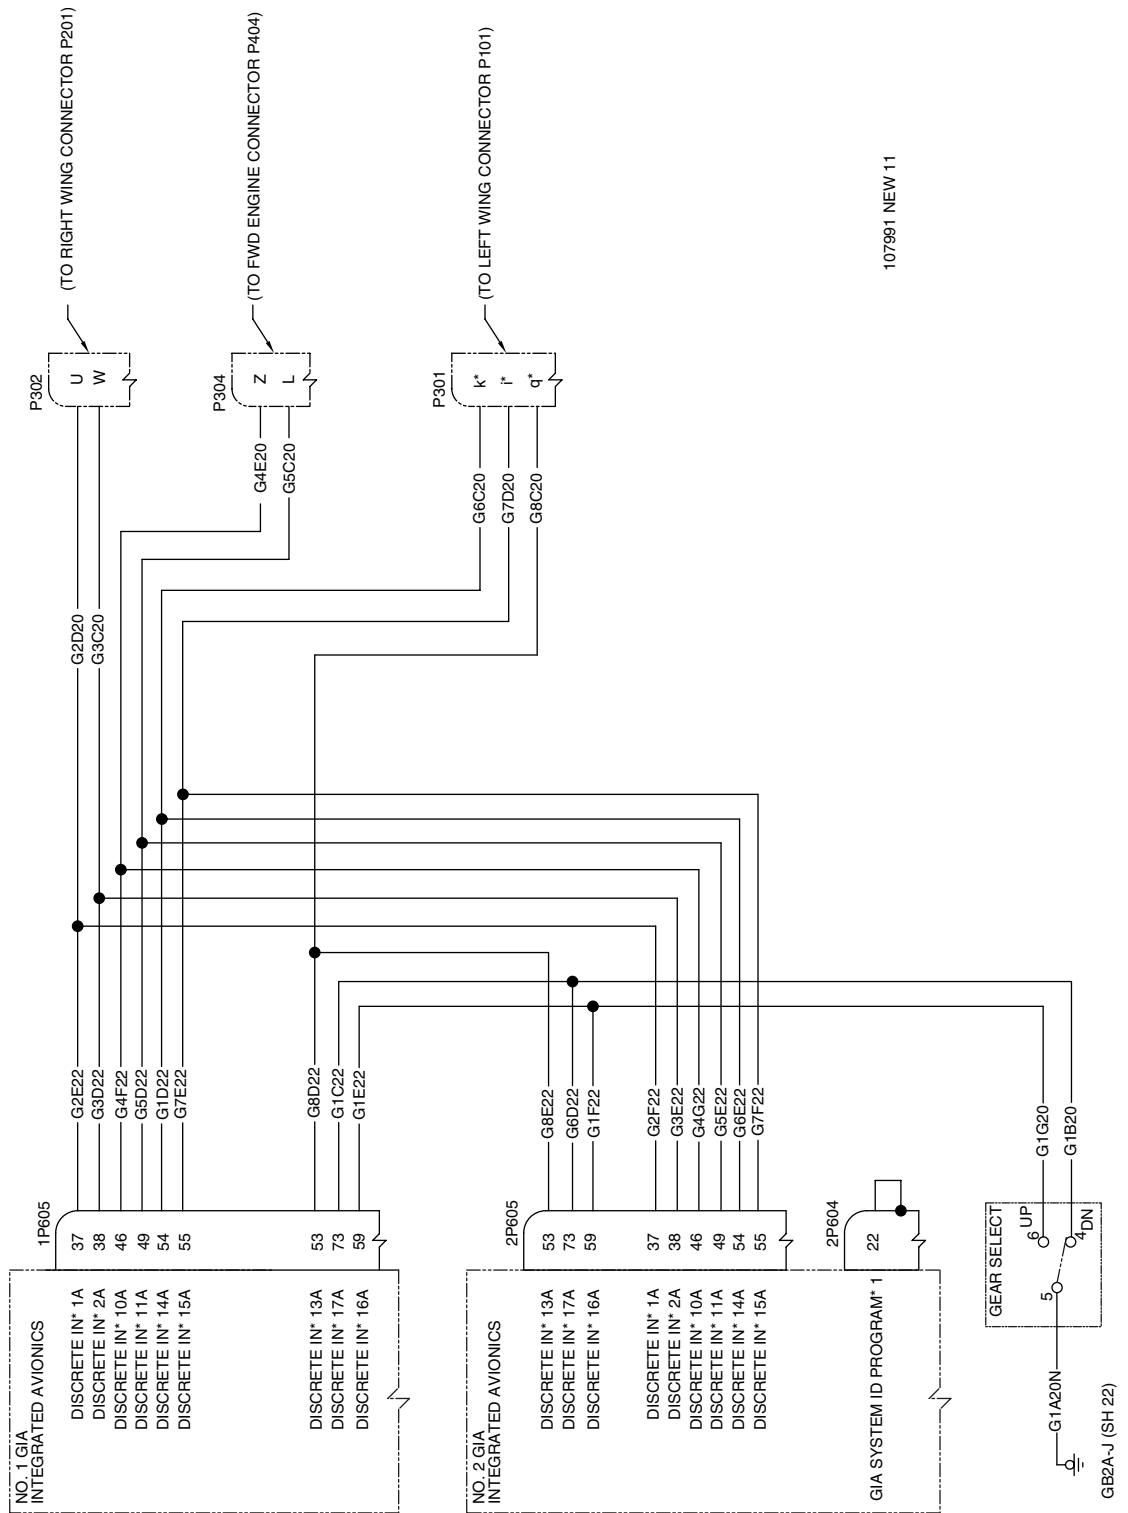 NO. 1 GIA
INTEGRATED AVIONICS
DISCRETE IN* 1A
DISCRETE IN* 2A
DISCRETE IN* 10A
DISCRETE IN* 11A
DISCRETE IN* 14A
DISCRETE IN* 15A
DISCRETE IN* 13A
DISCRETE IN* 17A
DISCRETE IN* 16A
1P605
37
38
46
49
54
55
53
73
59
G2E22
G3D22
G4F22
G5D22
G1D22
G7E22
G8D22
G1C22
G1E22
NO. 2 GIA
INTEGRATED AVIONICS
DISCRETE IN* 13A
DISCRETE IN* 17A
DISCRETE IN* 16A
DISCRETE IN* 1A
DISCRETE IN* 2A
DISCRETE IN* 10A
DISCRETE IN* 11A
DISCRETE IN* 14A
DISCRETE IN* 15A
GIA SYSTEM ID PROGRAM* 1
2P605
53
73
59
37
38
46
49
54
55
2P604
22
G8E22
G6D22
G1F22
G2F22
G3E22
G4G22
G5E22
G6E22
G7F22
GB2A-J (SH 22)
G1A20N
GEAR SELECT
5
6
UP
4
DN
G1G20
G1B20
G2D20
G3C20
G4E20
G5C20
G6C20
G7D20
G8C20
P302
U
W
(TO RIGHT WING CONNECTOR P201)
P304
Z
L
(TO FWD ENGINE CONNECTOR P404)
P301
k*
i*
q*
(TO LEFT WING CONNECTOR P101)
107991 NEW 11